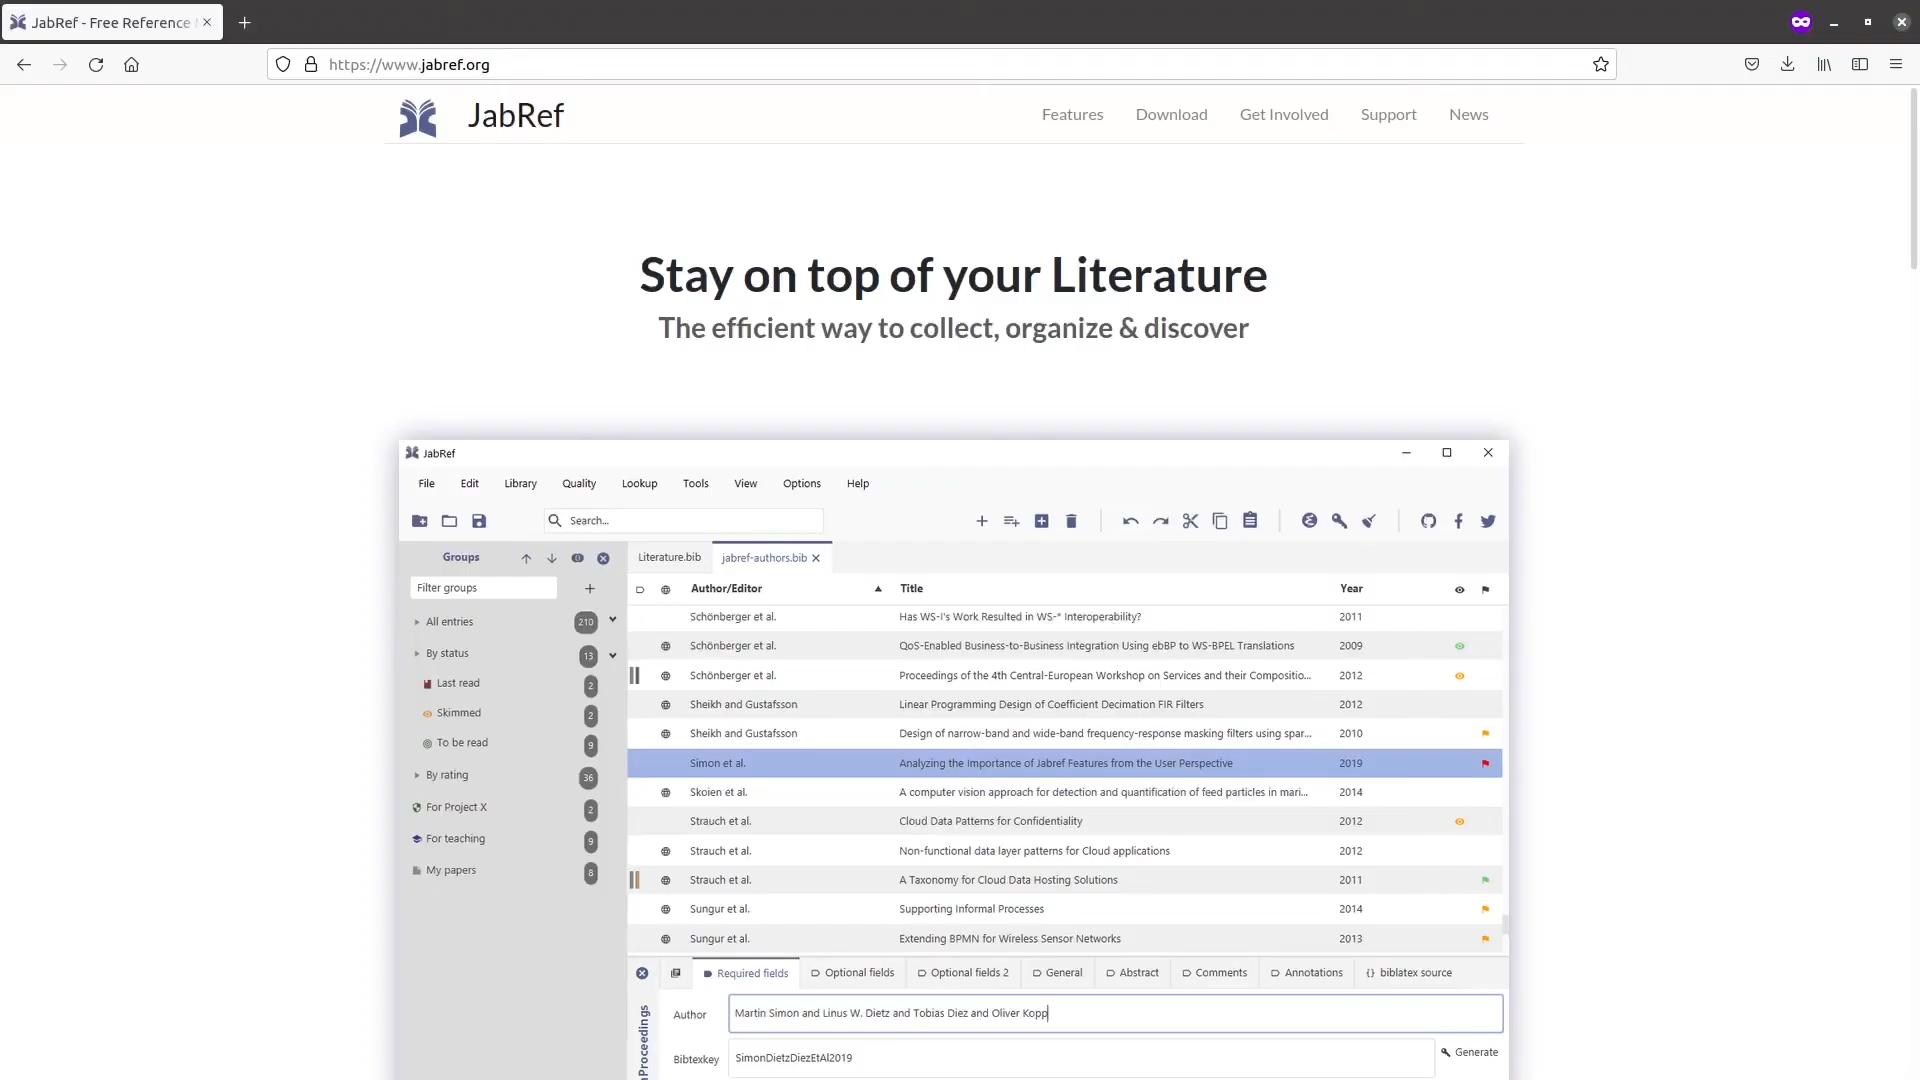 JabRef - Free Reference
https://www.jabref.org
JabRef
Features Download Get Involved Support News
Stay on top of your Literature
The efficient way to collect, organize & discover
JabRef
File Edit Library Quality Lookup Tools View Options Help
Search...
Groups
Filter groups
All entries 210
By status 13
Last read 2
Skimmed 2
To be read 9
By rating 36
For Project X 2
For teaching 9
My papers 8
Literature.bib jabref-authors.bib
Author/Editor Title Year
Schönberger et al. Has WS-I's Work Resulted in WS-* Interoperability? 2011
Schönberger et al. QoS-Enabled Business-to-Business Integration Using ebBP to WS-BPEL Translations 2009
Schönberger et al. Proceedings of the 4th Central-European Workshop on Services and their Compositio... 2012
Sheikh and Gustafsson Linear Programming Design of Coefficient Decimation FIR Filters 2012
Sheikh and Gustafsson Design of narrow-band and wide-band frequency-response masking filters using spar... 2010
Simon et al. Analyzing the Importance of Jabref Features from the User Perspective 2019
Skoien et al. A computer vision approach for detection and quantification of feed particles in mari... 2014
Strauch et al. Cloud Data Patterns for Confidentiality 2012
Strauch et al. Non-functional data layer patterns for Cloud applications 2012
Strauch et al. A Taxonomy for Cloud Data Hosting Solutions 2011
Sungur et al. Supporting Informal Processes 2014
Sungur et al. Extending BPMN for Wireless Sensor Networks 2013
Required fields Optional fields Optional fields 2 General Abstract Comments Annotations {} biblatex source
Author Martin Simon and Linus W. Dietz and Tobias Diez and Oliver Kopp
Bibtexkey SimonDietzDiezEtAl2019 Generate
nProceedings